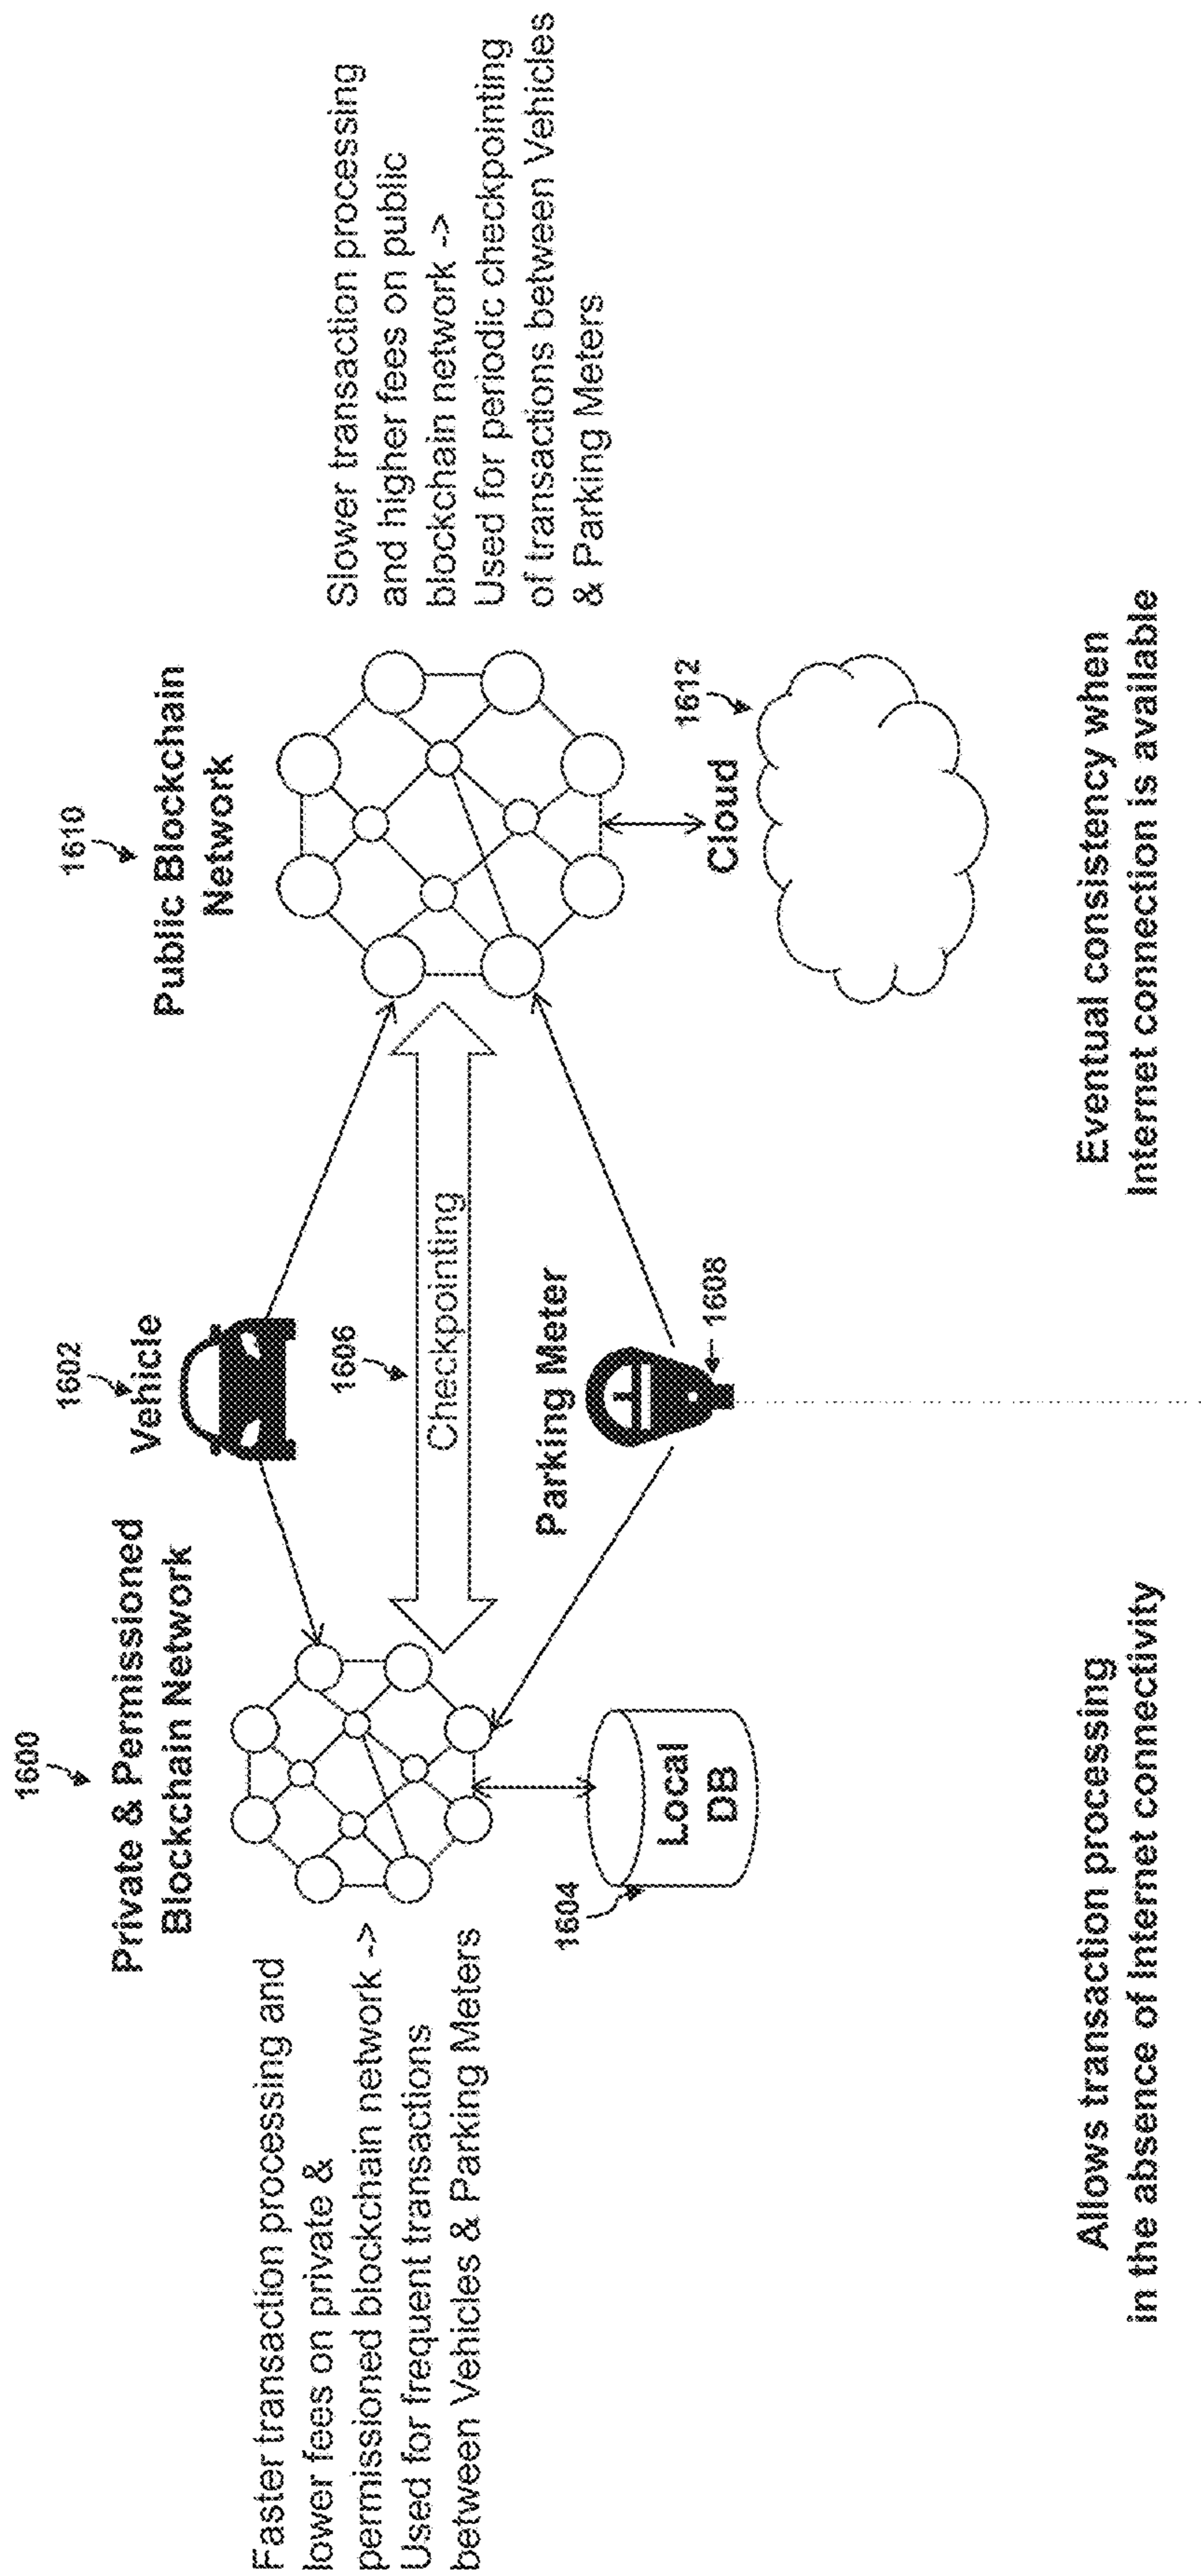 1600
Private & Permissioned
Blockchain Network
Faster transaction processing and
lower fees on private &
permissioned blockchain network ->
Used for frequent transactions
between Vehicles & Parking Meters
1604
Local
DB
1602
Vehicle
1606
Checkpointing
Parking Meter
1608
1610
Public Blockchain
Network
Slower transaction processing
and higher fees on public
blockchain network ->
Used for periodic checkpointing
of transactions between Vehicles
& Parking Meters
1612
Cloud
Allows transaction processing
in the absence of Internet connectivity
Eventual consistency when
Internet connection is available